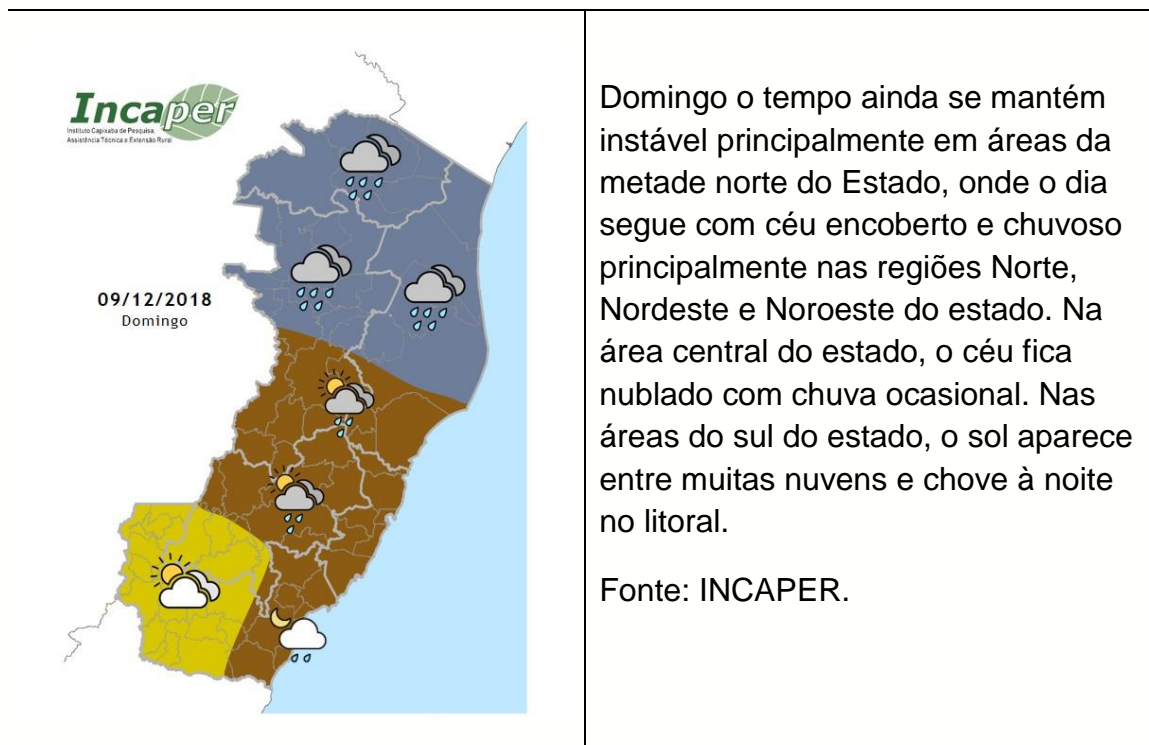 Incaper
Instituto Capixaba de Pesquisa,
Assistência Técnica e Extensão Rural
09/12/2018
Domingo
Domingo o tempo ainda se mantém
instável principalmente em áreas da
metade norte do Estado, onde o dia
segue com céu encoberto e chuvoso
principalmente nas regiões Norte,
Nordeste e Noroeste do estado. Na
área central do estado, o céu fica
nublado com chuva ocasional. Nas
áreas do sul do estado, o sol aparece
entre muitas nuvens e chove à noite
no litoral.
Fonte: INCAPER.